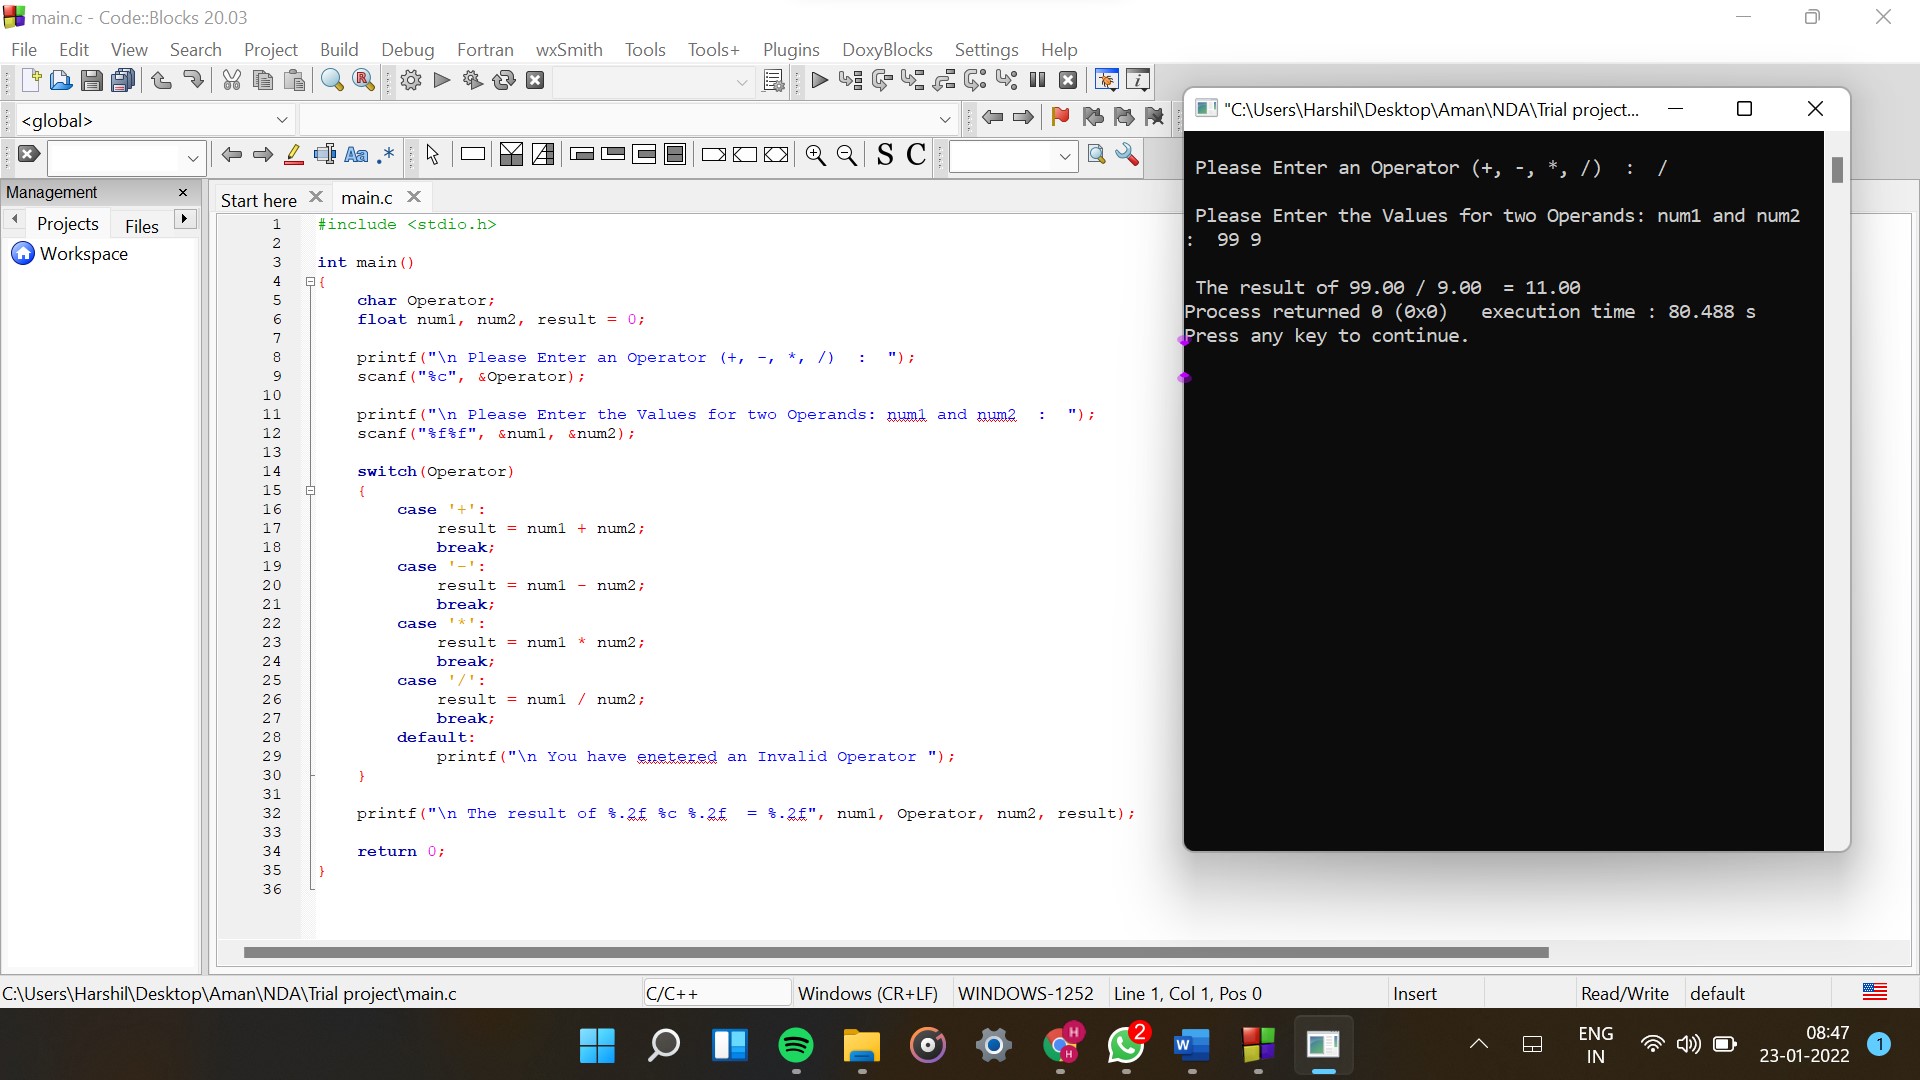 main.c - Code::Blocks 20.03
File Edit View Search Project Build Debug Fortran wxSmith Tools Tools+ Plugins DoxyBlocks Settings Help
<global>
Aa .* S C
Management
Projects Files
Workspace
Start here main.c
1 #include <stdio.h>
2
3 int main()
4 {
5 char Operator;
6 float num1, num2, result = 0;
7
8 printf("\n Please Enter an Operator (+, -, *, /)  :  ");
9 scanf("%c", &Operator);
10
11 printf("\n Please Enter the Values for two Operands: num1 and num2  :  ");
12 scanf("%f%f", &num1, &num2);
13
14 switch(Operator)
15 {
16 case '+':
17 result = num1 + num2;
18 break;
19 case '-':
20 result = num1 - num2;
21 break;
22 case '*':
23 result = num1 * num2;
24 break;
25 case '/':
26 result = num1 / num2;
27 break;
28 default:
29 printf("\n You have enetered an Invalid Operator ");
30 }
31
32 printf("\n The result of %.2f %c %.2f  = %.2f", num1, Operator, num2, result);
33
34 return 0;
35 }
36
"C:\Users\Harshil\Desktop\Aman\NDA\Trial project...
Please Enter an Operator (+, -, *, /)  :  /
Please Enter the Values for two Operands: num1 and num2
:  99 9
The result of 99.00 / 9.00  = 11.00
Process returned 0 (0x0)   execution time : 80.488 s
Press any key to continue.
C:\Users\Harshil\Desktop\Aman\NDA\Trial project\main.c C/C++ Windows (CR+LF) WINDOWS-1252 Line 1, Col 1, Pos 0 Insert Read/Write default
H
H
2
W
ENG
IN
08:47
23-01-2022
1